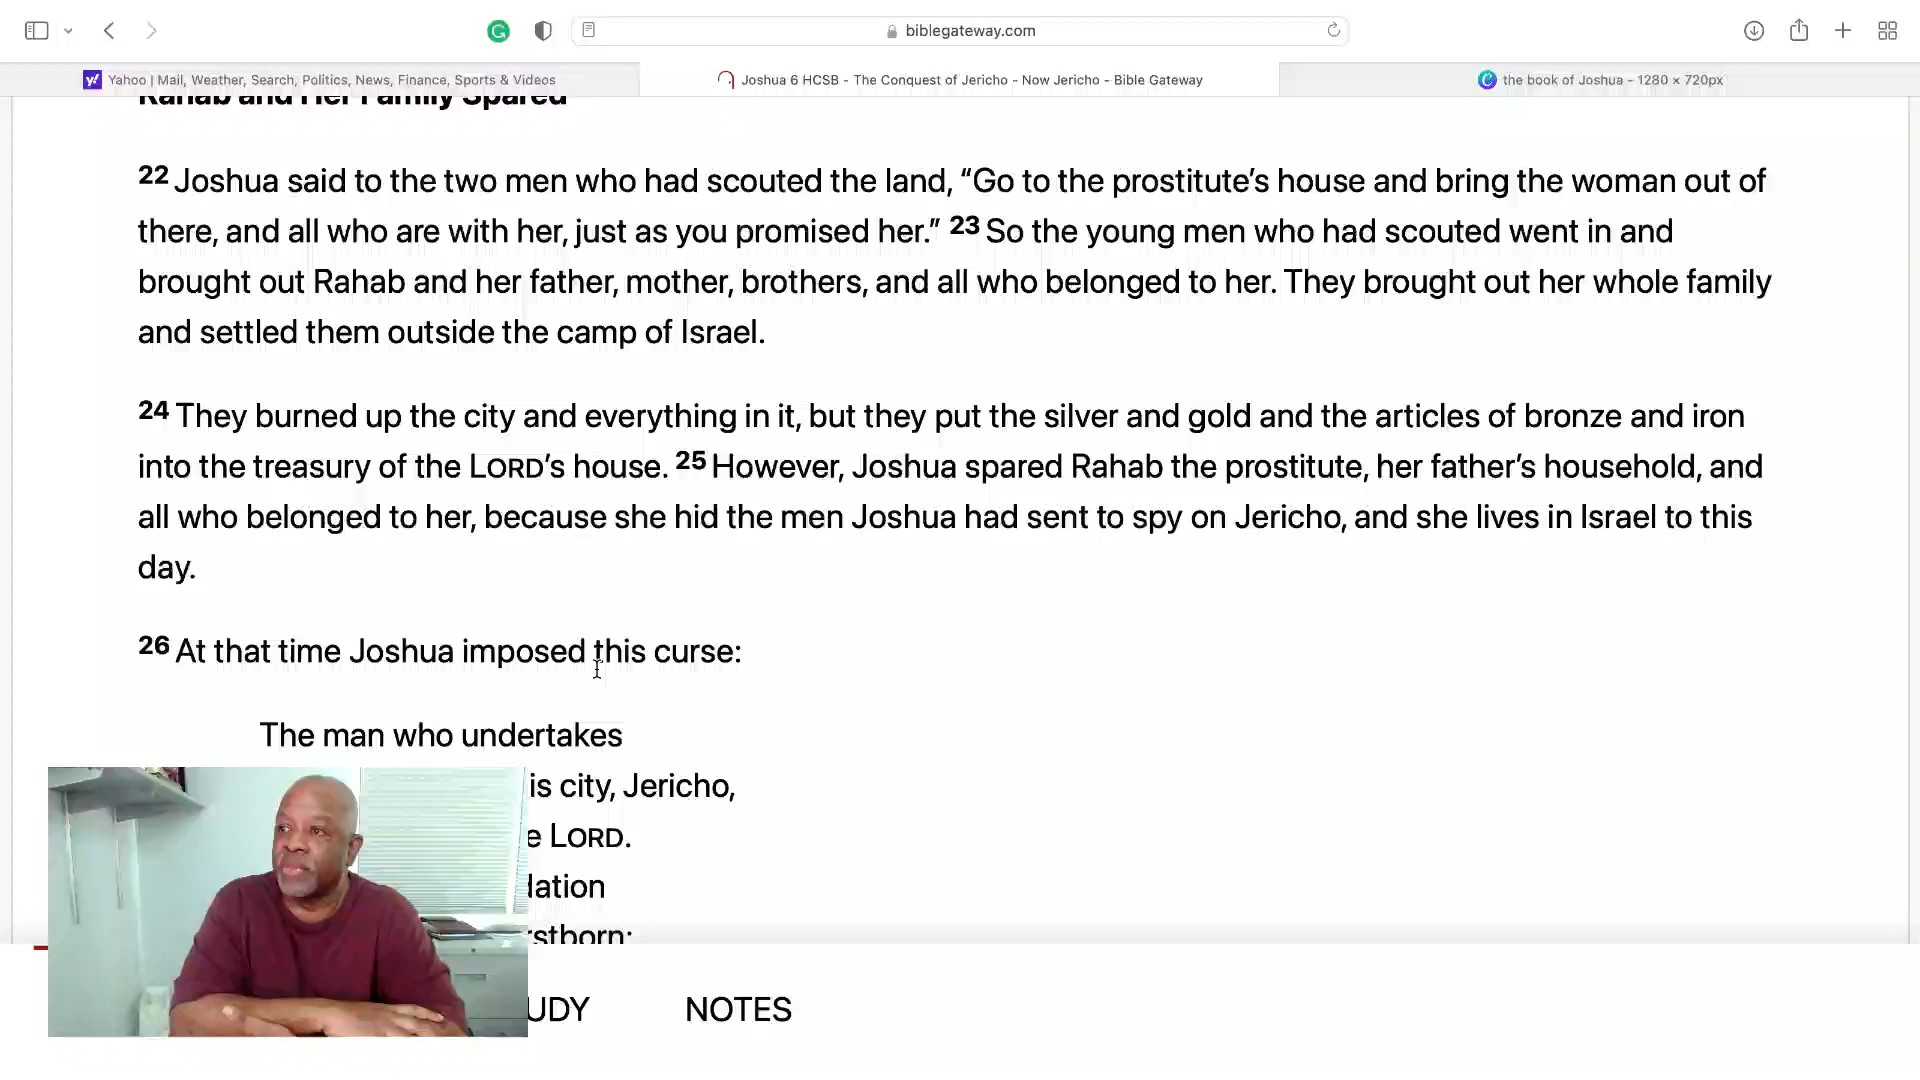 biblegateway.com
Yahoo | Mail, Weather, Search, Politics, News, Finance, Sports & Videos
Joshua 6 HCSB - The Conquest of Jericho - Now Jericho - Bible Gateway
the book of Joshua - 1280 × 720px
Rahab and Her Family Spared
22 Joshua said to the two men who had scouted the land, “Go to the prostitute’s house and bring the woman out of
there, and all who are with her, just as you promised her.” 23 So the young men who had scouted went in and
brought out Rahab and her father, mother, brothers, and all who belonged to her. They brought out her whole family
and settled them outside the camp of Israel.
24 They burned up the city and everything in it, but they put the silver and gold and the articles of bronze and iron
into the treasury of the LORD’s house. 25 However, Joshua spared Rahab the prostitute, her father’s household, and
all who belonged to her, because she hid the men Joshua had sent to spy on Jericho, and she lives in Israel to this
day.
26 At that time Joshua imposed this curse:
The man who undertakes
is city, Jericho,
e LORD.
dation
rstborn;
UDY NOTES